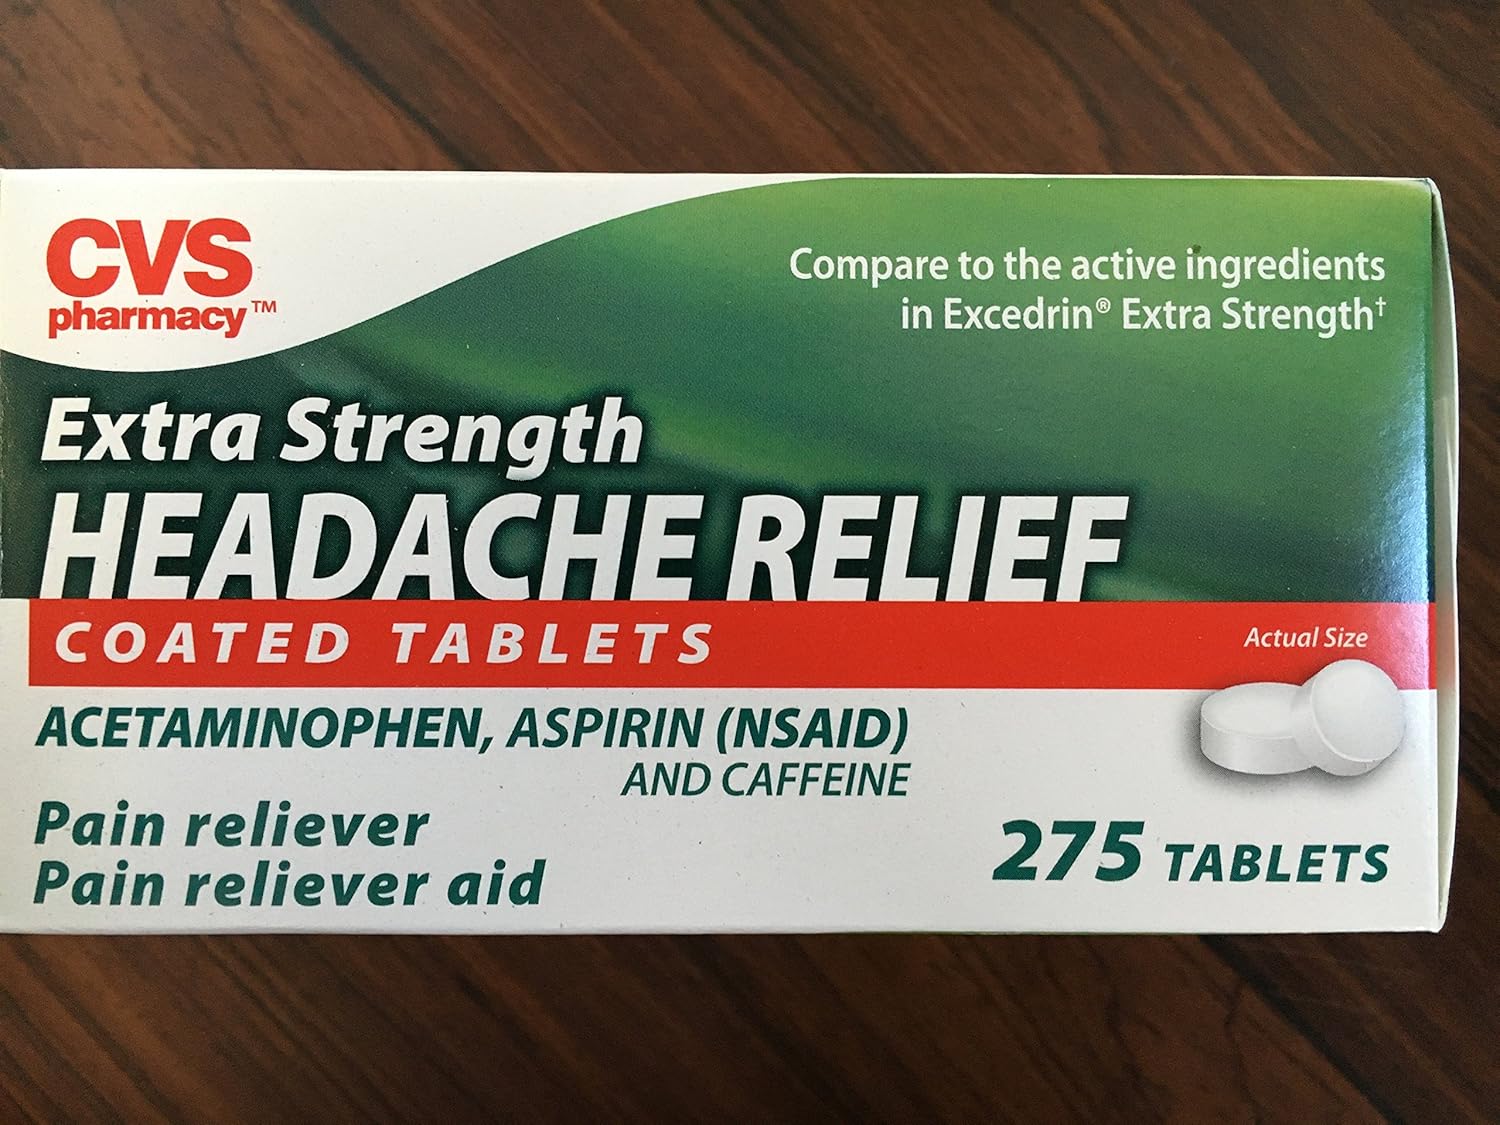 CVS
pharmacy™
Compare to the active ingredients
in Excedrin® Extra Strength†
Extra Strength
HEADACHE RELIEF
COATED TABLETS
Actual Size
ACETAMINOPHEN, ASPIRIN (NSAID)
AND CAFFEINE
Pain reliever
Pain reliever aid
275 TABLETS